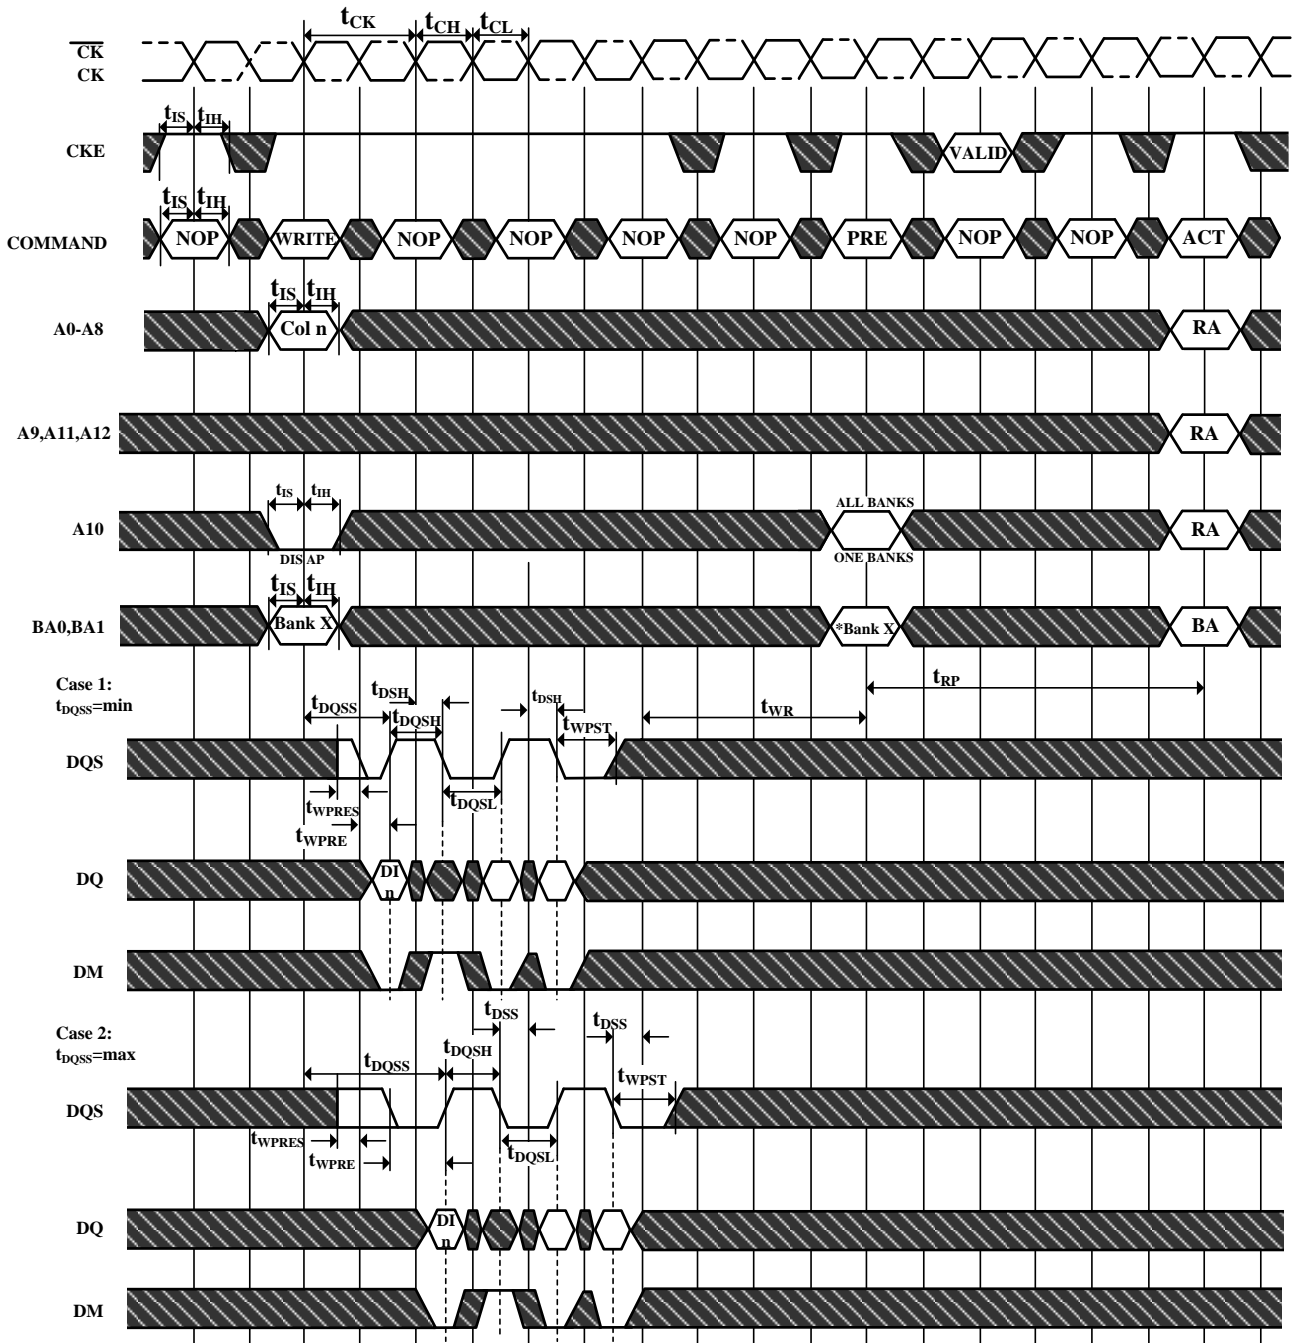 tCK tCH tCL
CK
CK
tIS tIH
CKE
VALID
tIS tIH
COMMAND NOP WRITE NOP NOP NOP NOP PRE NOP NOP ACT
tIS tIH
A0-A8 Col n RA
A9,A11,A12 RA
tIS tIH
ALL BANKS
A10 RA
DIS AP
ONE BANKS
tIS tIH
BA0,BA1 Bank X *Bank X BA
Case 1:
tDQSS=min
tDQSS tDSH tDSH tRP
tDQSH tWPST tWR
DQS
tWPRES tDQSL
tWPRE
DQ DI
n
DM
Case 2:
tDQSS=max
tDSS tDSS
tDQSS tDQSH
tWPST
DQS
tWPRES tDQSL
tWPRE
DQ DI
n
DM